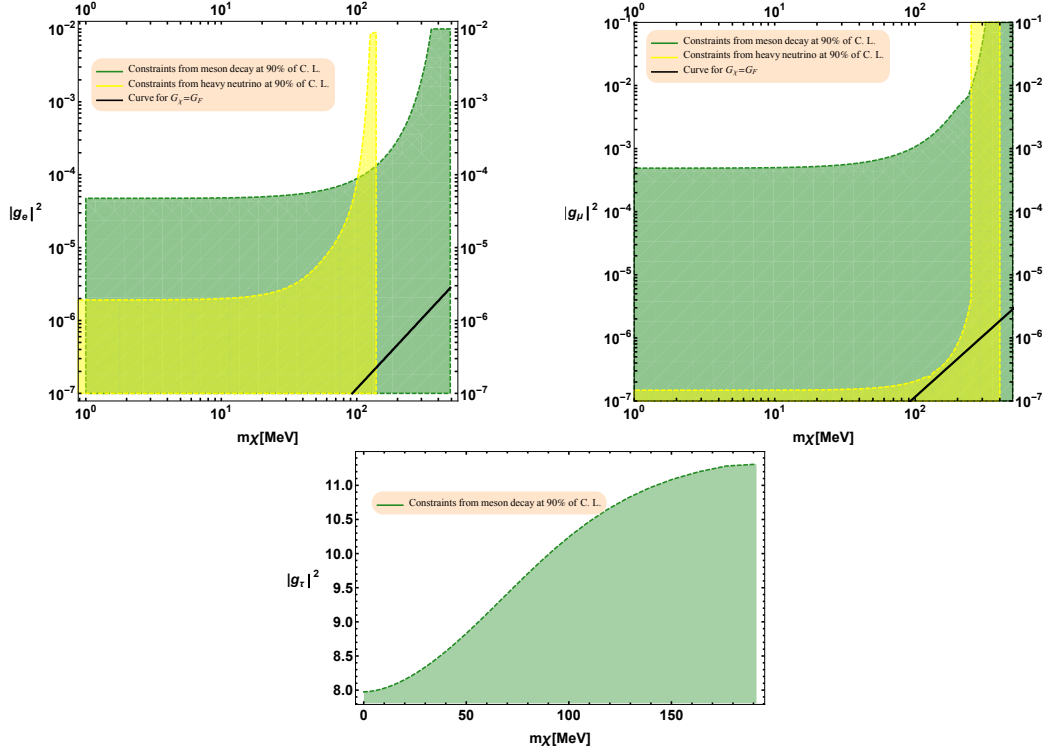 10^0 10^1 10^2
10^-2 10^-2
Constraints from meson decay at 90% of C. L.
Constraints from heavy neutrino at 90% of C. L.
Curve for G_χ=G_F
10^-3 10^-3
10^-4 10^-4
|g_e|^2
10^-5 10^-5
10^-6 10^-6
10^-7 10^-7
10^0 10^1 10^2
mχ[MeV]
10^0 10^1 10^2
10^-1 10^-1
Constraints from meson decay at 90% of C. L.
Constraints from heavy neutrino at 90% of C. L.
Curve for G_χ=G_F
10^-2 10^-2
10^-3 10^-3
|g_μ|^2
10^-4 10^-4
10^-5 10^-5
10^-6 10^-6
10^-7 10^-7
10^0 10^1 10^2
mχ[MeV]
11.0
Constraints from meson decay at 90% of C. L.
10.5
10.0
9.5
|g_τ|^2
9.0
8.5
8.0
0 50 100 150
mχ[MeV]